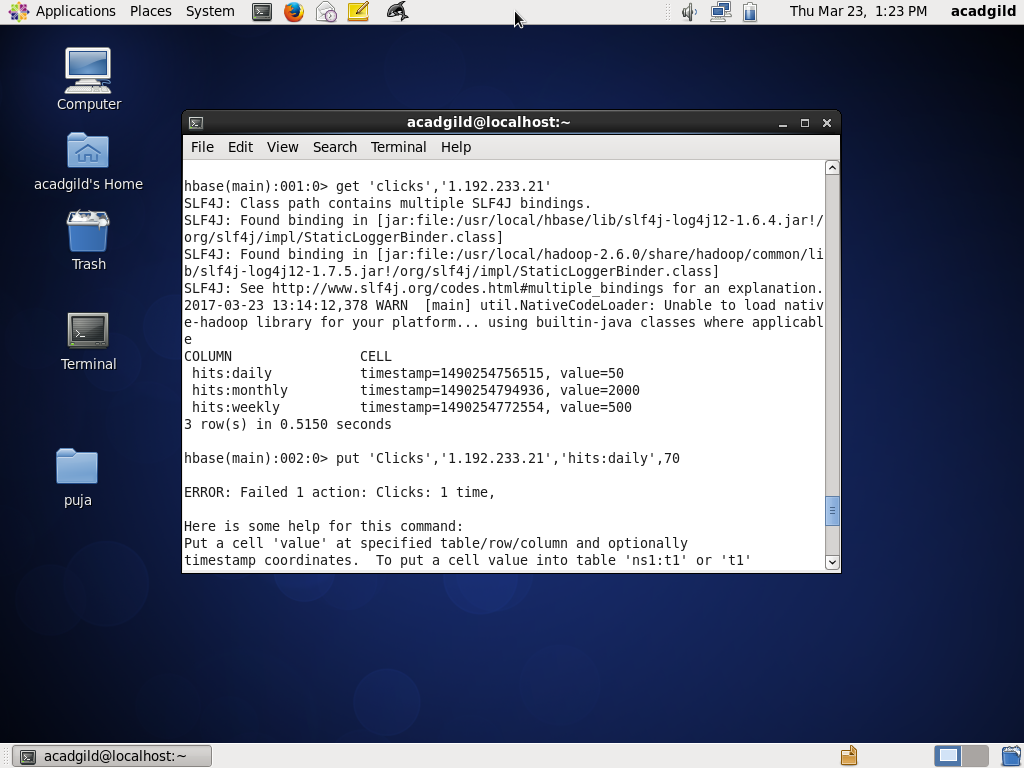 Applications Places System
Thu Mar 23, 1:23 PM acadgild
Computer
acadgild's Home
Trash
Terminal
puja
acadgild@localhost:~
File Edit View Search Terminal Help
hbase(main):001:0> get 'clicks','1.192.233.21'
SLF4J: Class path contains multiple SLF4J bindings.
SLF4J: Found binding in [jar:file:/usr/local/hbase/lib/slf4j-log4j12-1.6.4.jar!/
org/slf4j/impl/StaticLoggerBinder.class]
SLF4J: Found binding in [jar:file:/usr/local/hadoop-2.6.0/share/hadoop/common/li
b/slf4j-log4j12-1.7.5.jar!/org/slf4j/impl/StaticLoggerBinder.class]
SLF4J: See http://www.slf4j.org/codes.html#multiple_bindings for an explanation.
2017-03-23 13:14:12,378 WARN  [main] util.NativeCodeLoader: Unable to load nativ
e-hadoop library for your platform... using builtin-java classes where applicabl
e
COLUMN                CELL
 hits:daily           timestamp=1490254756515, value=50
 hits:monthly         timestamp=1490254794936, value=2000
 hits:weekly          timestamp=1490254772554, value=500
3 row(s) in 0.5150 seconds
hbase(main):002:0> put 'Clicks','1.192.233.21','hits:daily',70
ERROR: Failed 1 action: Clicks: 1 time,
Here is some help for this command:
Put a cell 'value' at specified table/row/column and optionally
timestamp coordinates.  To put a cell value into table 'ns1:t1' or 't1'
acadgild@localhost:~